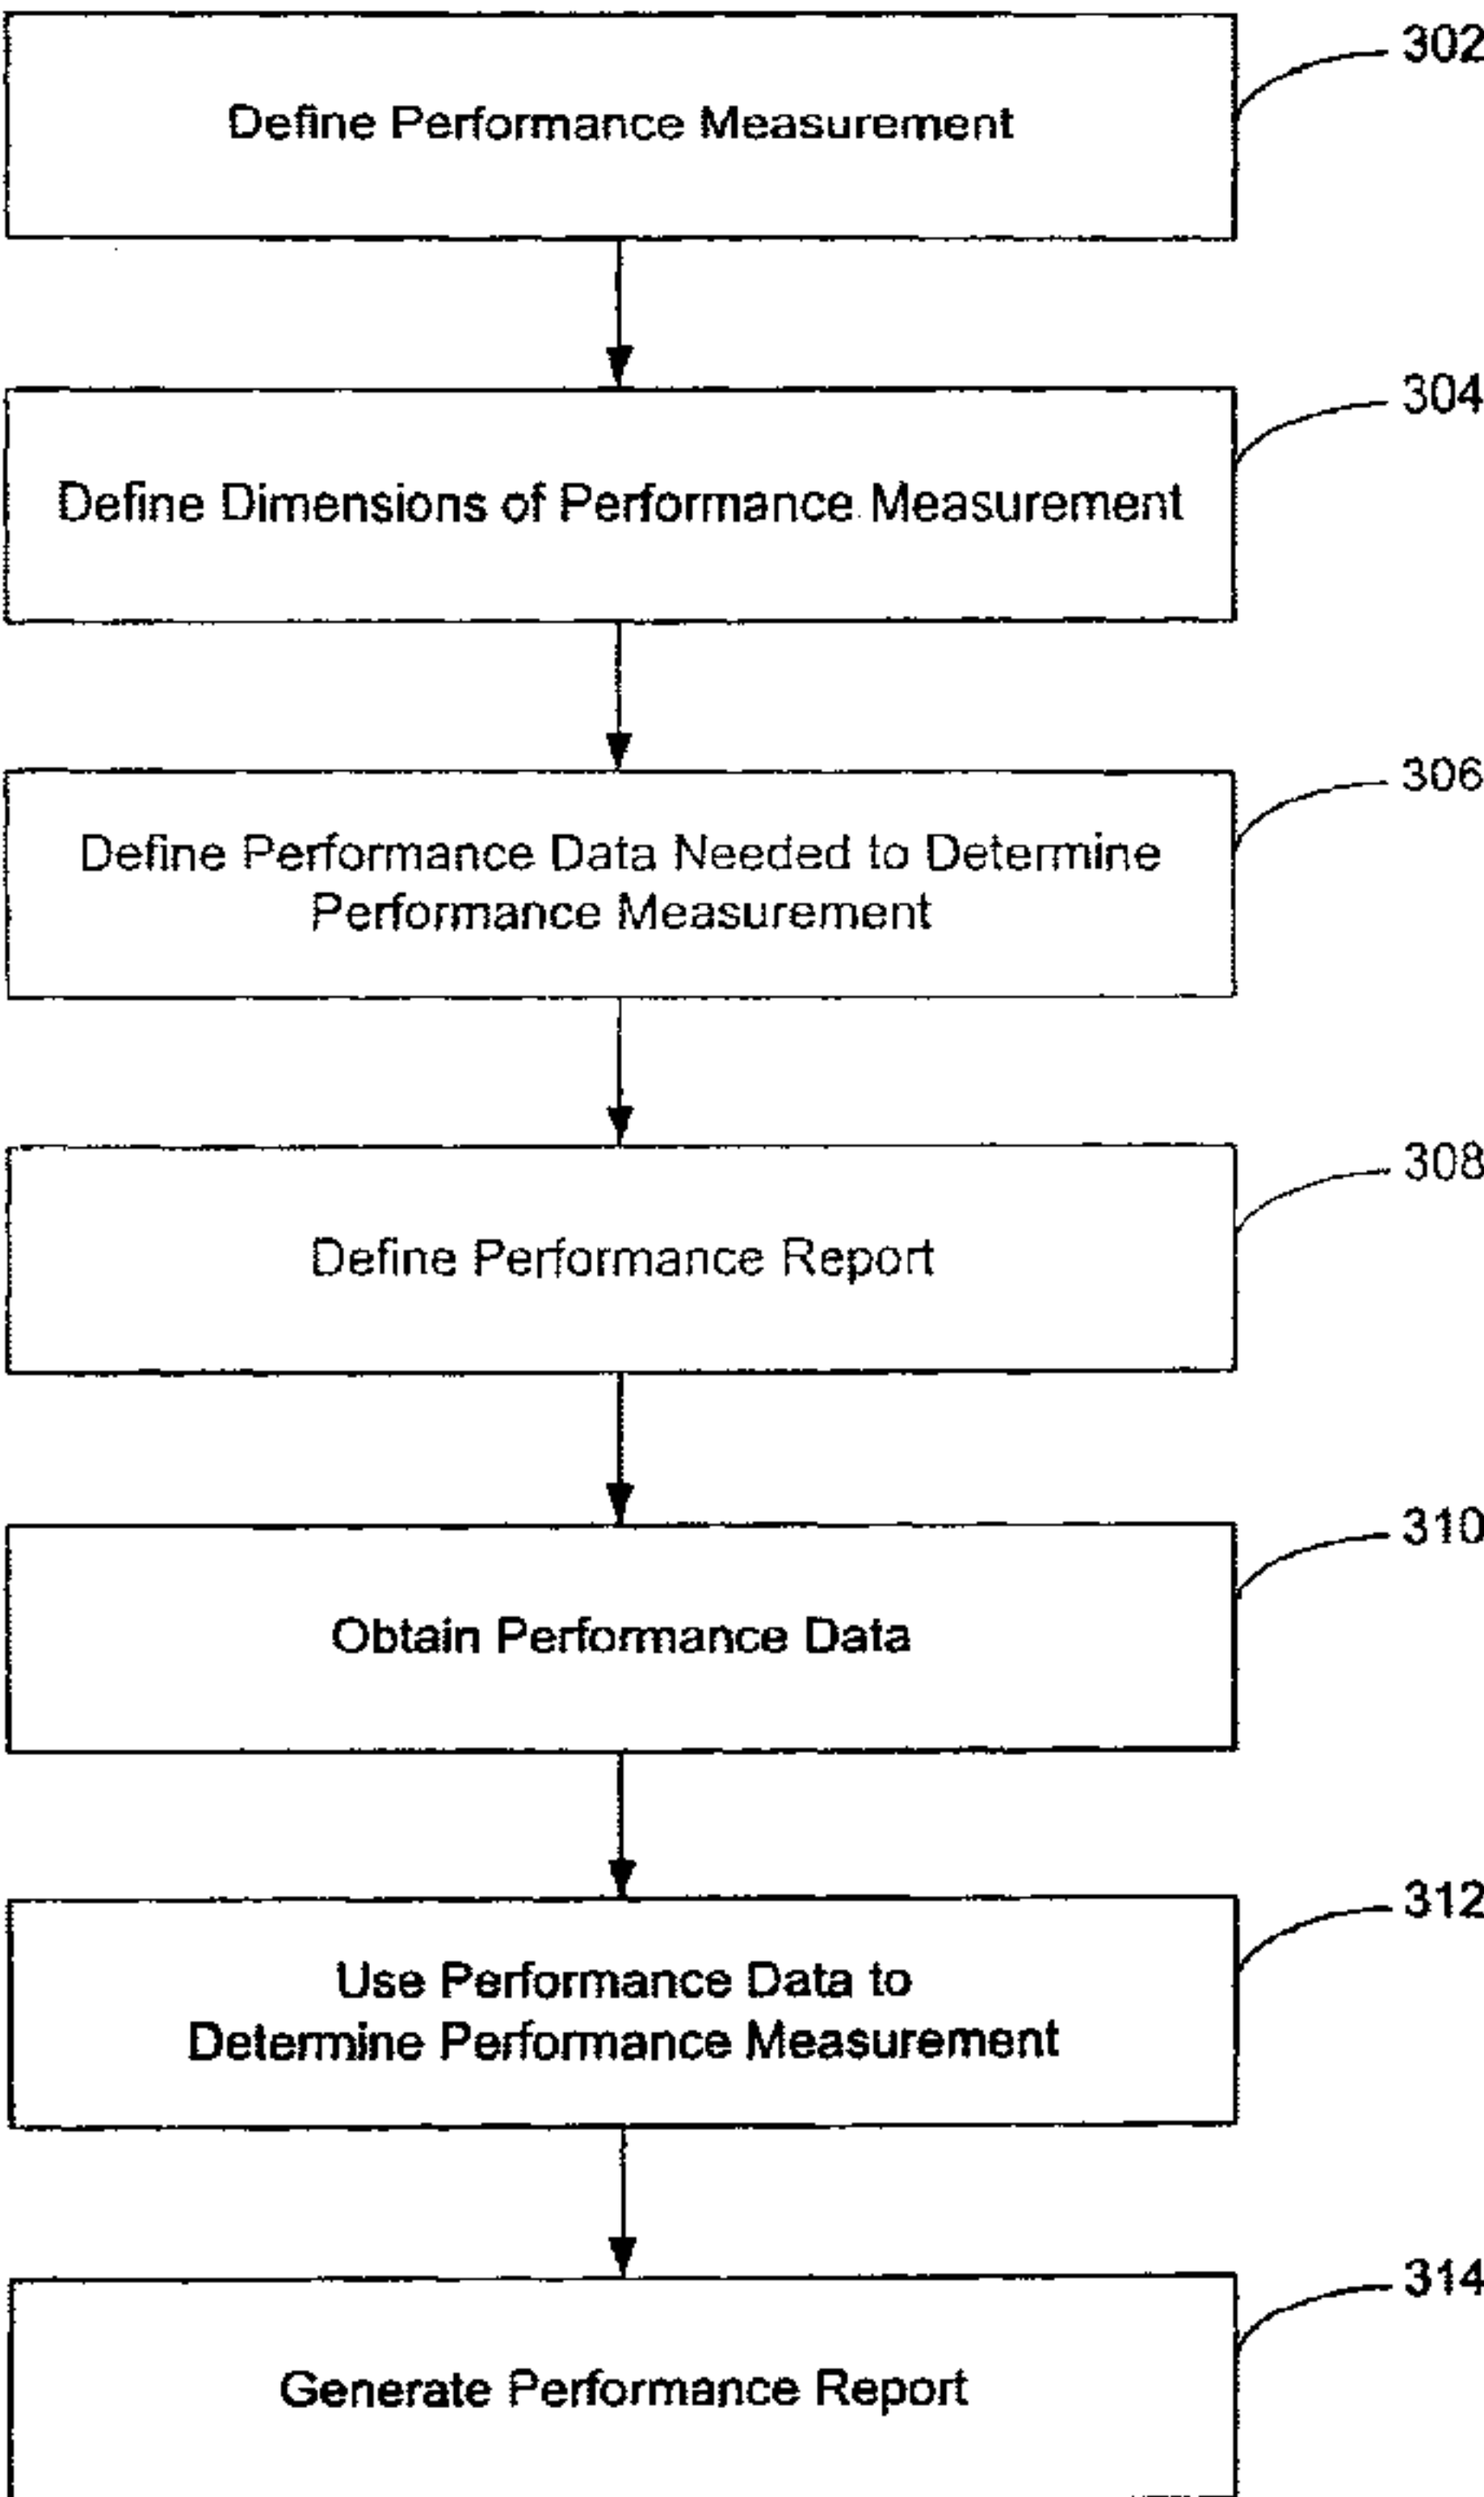 302
Define Performance Measurement
304
Define Dimensions of Performance Measurement
306
Define Performance Data Needed to Determine
Performance Measurement
308
Define Performance Report
310
Obtain Performance Data
312
Use Performance Data to
Determine Performance Measurement
314
Generate Performance Report